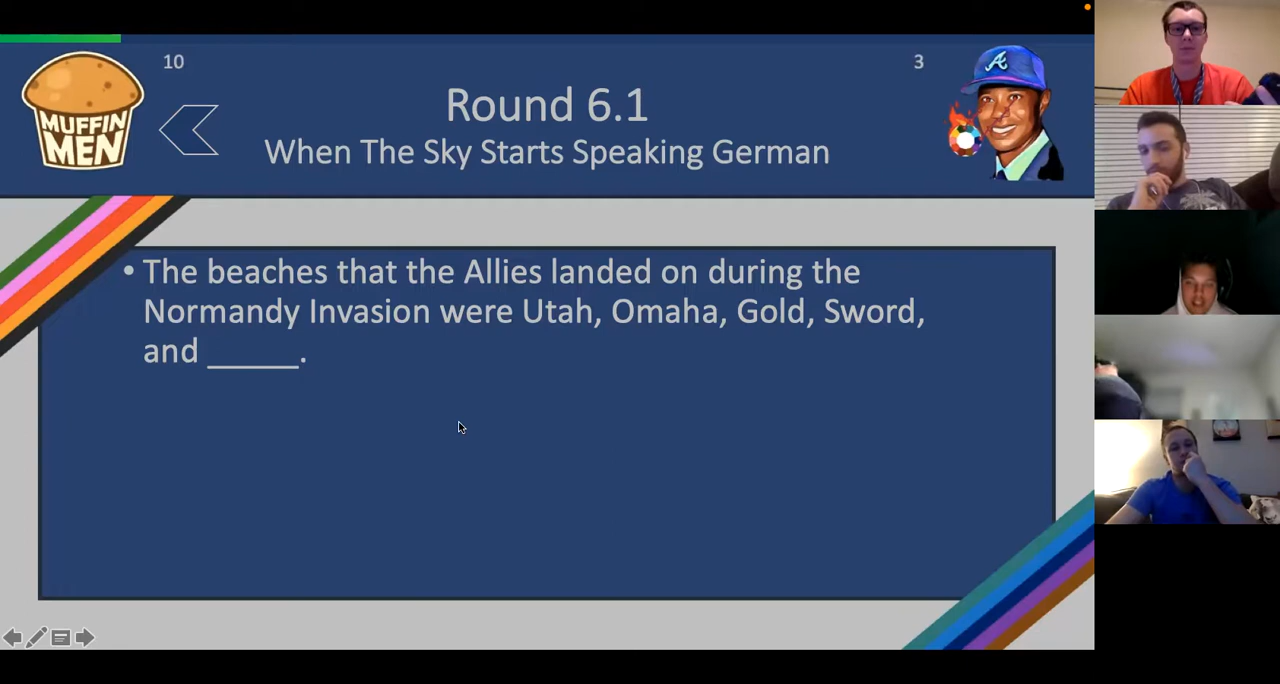 10
3
MUFFIN
MEN
Round 6.1
When The Sky Starts Speaking German
A
• The beaches that the Allies landed on during the
Normandy Invasion were Utah, Omaha, Gold, Sword,
and ______.